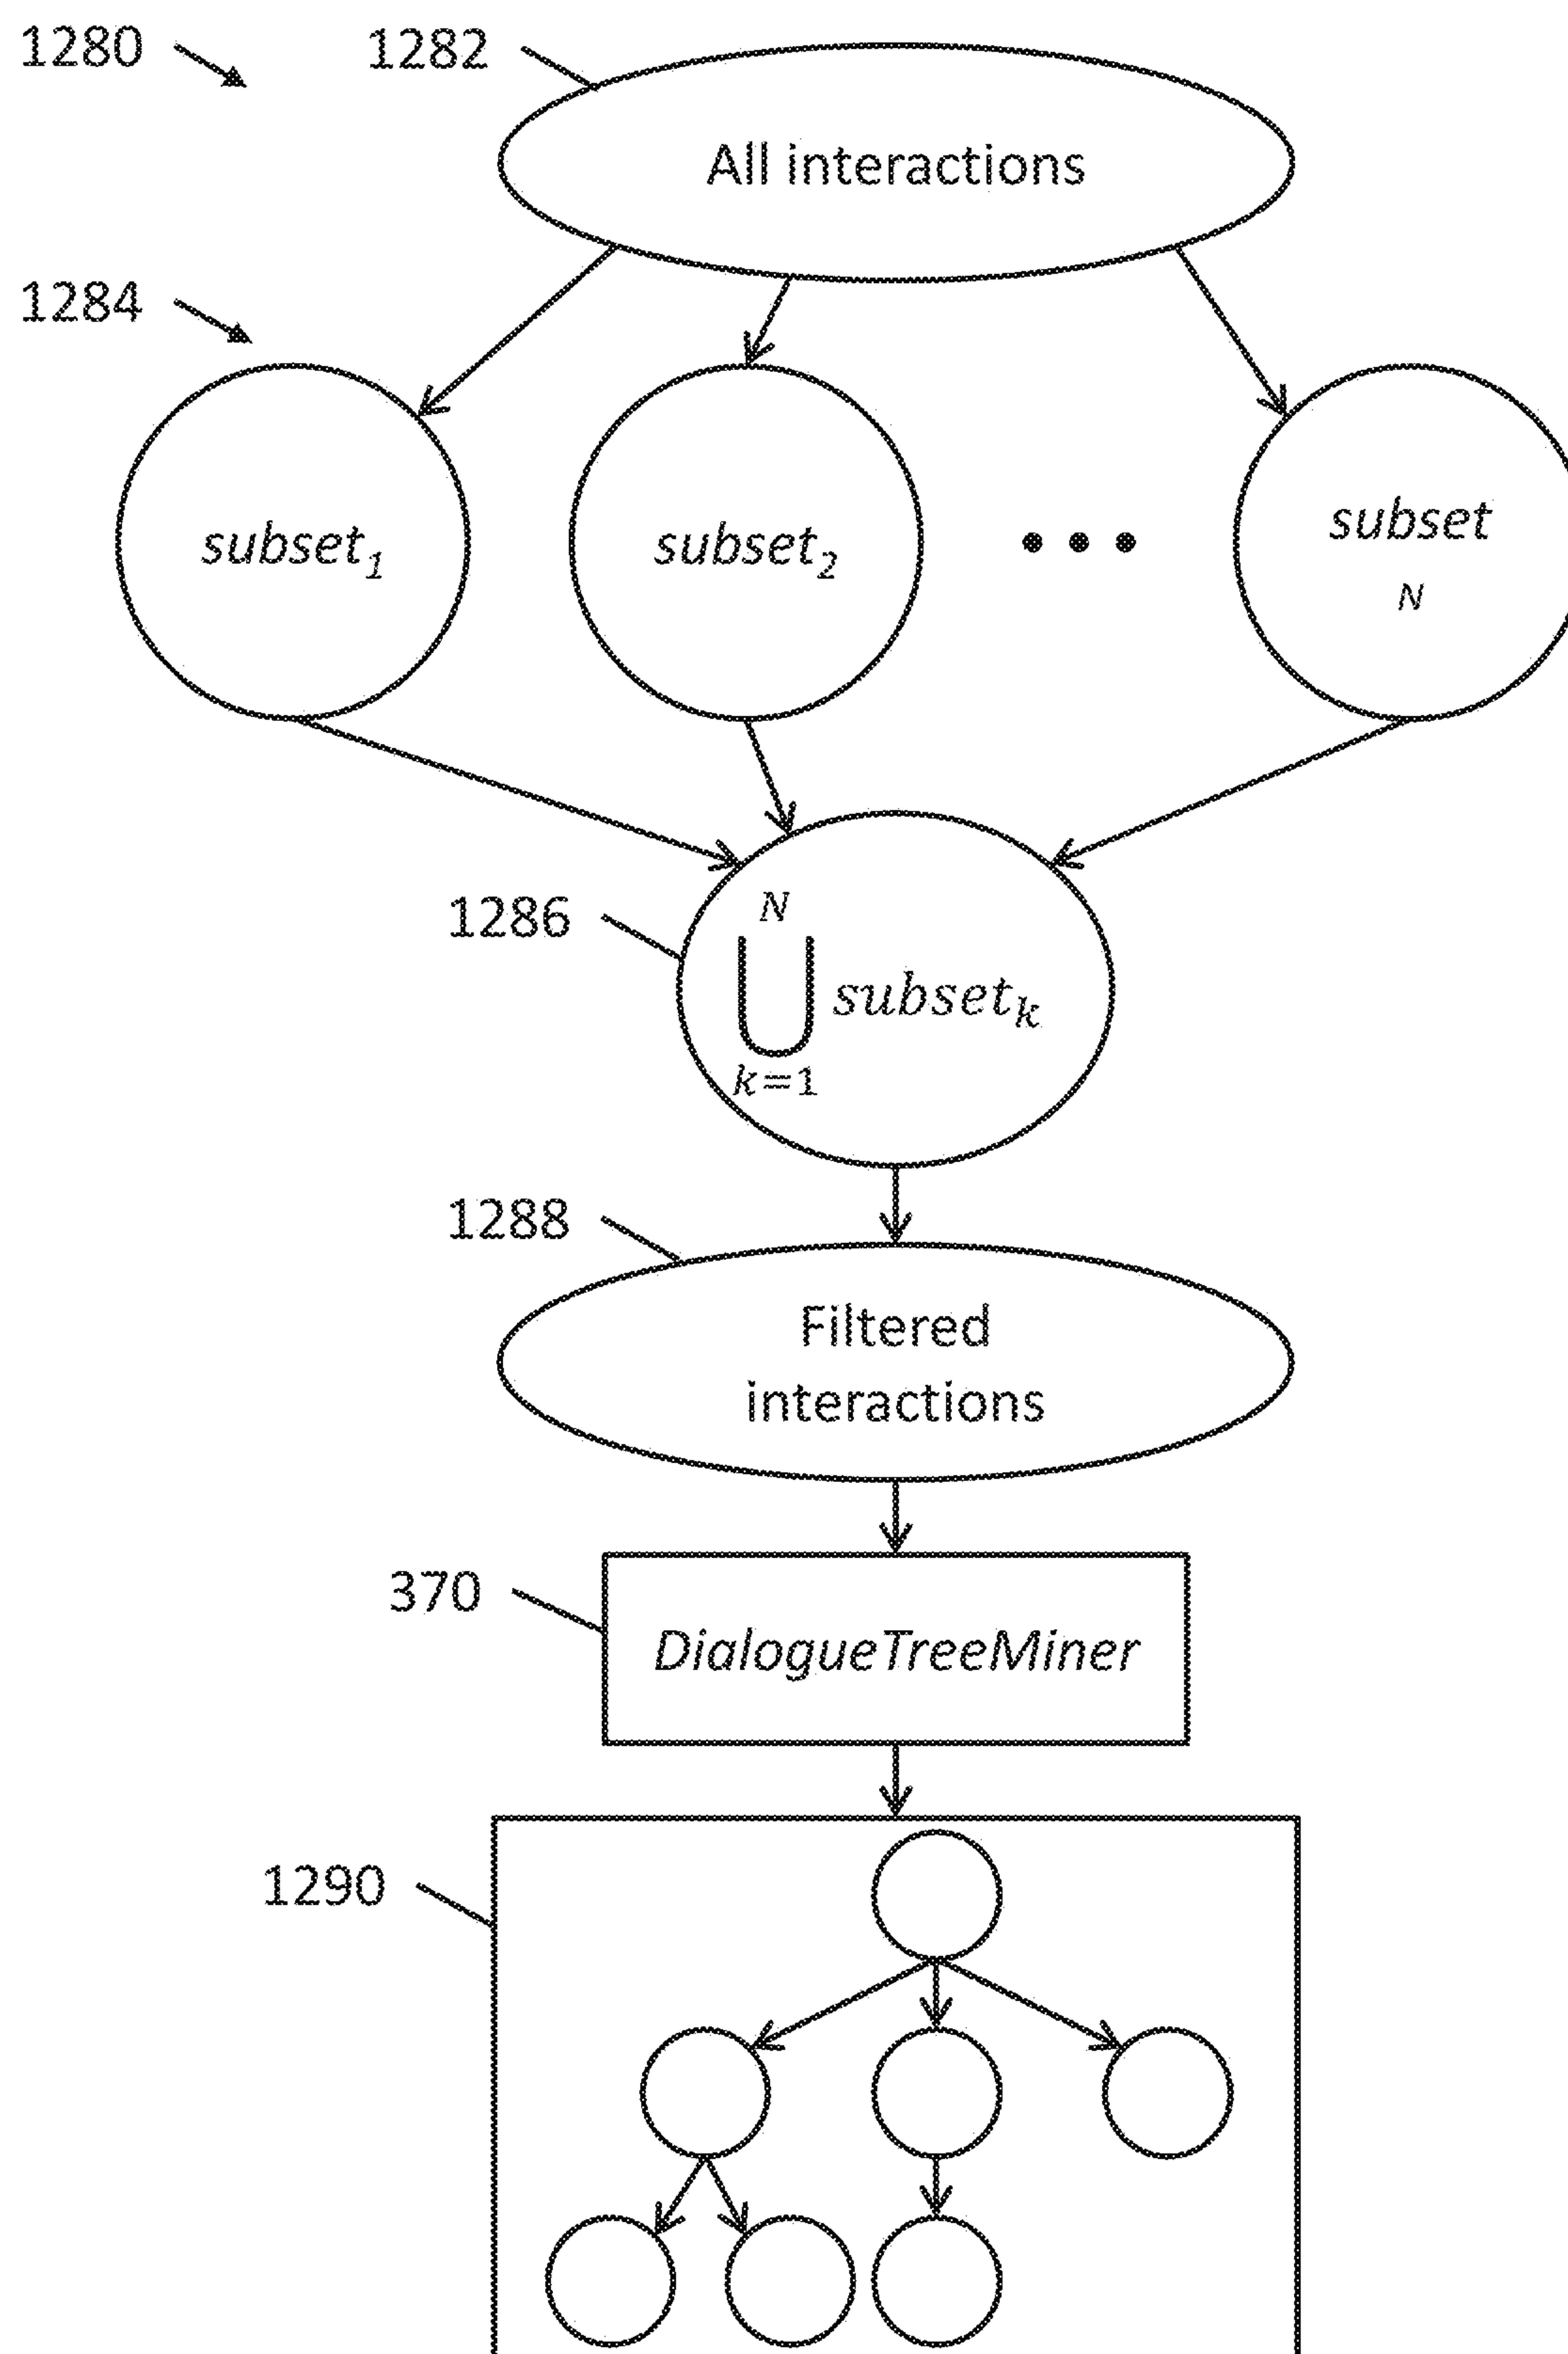 1280
1282
All interactions
1284
subset₁
subset₂
• • •
subset
N
1286
N
⋃ subsetₖ
k=1
1288
Filtered
interactions
370
DialogueTreeMiner
1290